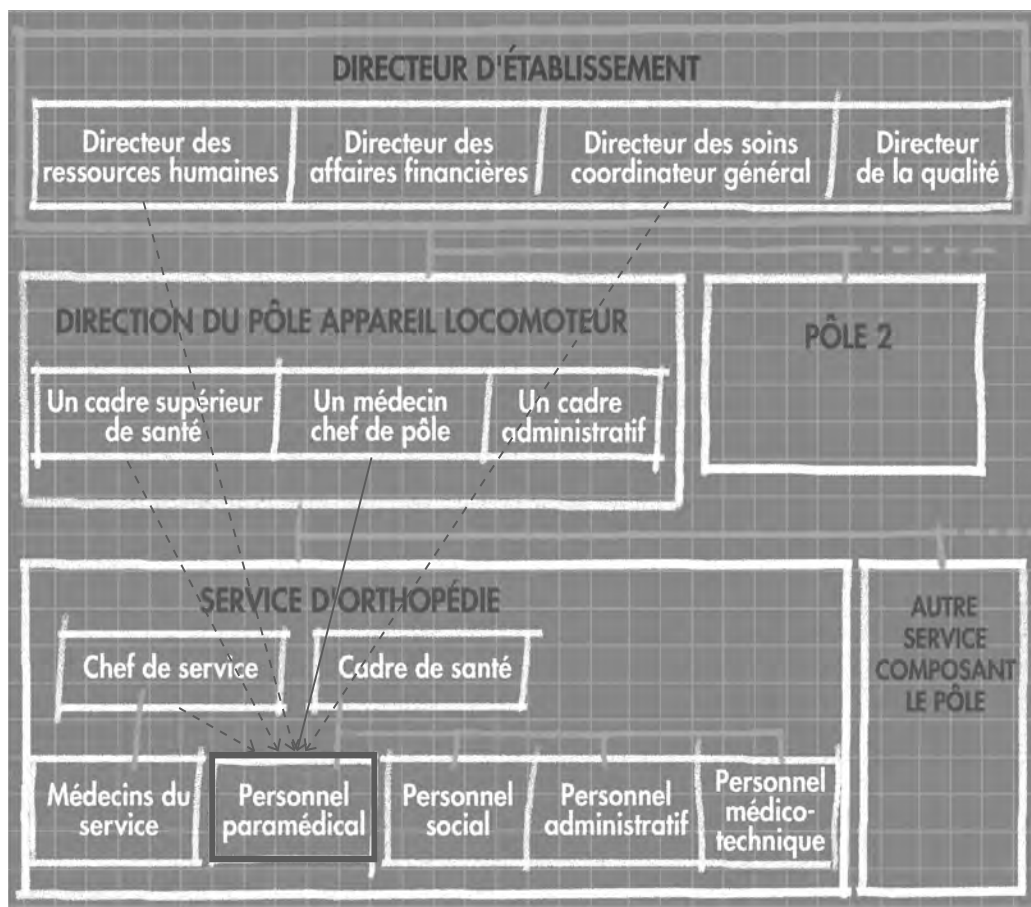 DIRECTEUR D'ÉTABLISSEMENT
Directeur des
ressources humaines
Directeur des
affaires financières
Directeur des soins
coordinateur général
Directeur
de la qualité
DIRECTION DU PÔLE APPAREIL LOCOMOTEUR
Un cadre supérieur
de santé
Un médecin
chef de pôle
Un cadre
administratif
PÔLE 2
SERVICE D'ORTHOPÉDIE
Chef de service
Cadre de santé
Médecins du
service
Personnel
paramédical
Personnel
social
Personnel
administratif
Personnel
médico-
technique
AUTRE
SERVICE
COMPOSANT
LE PÔLE